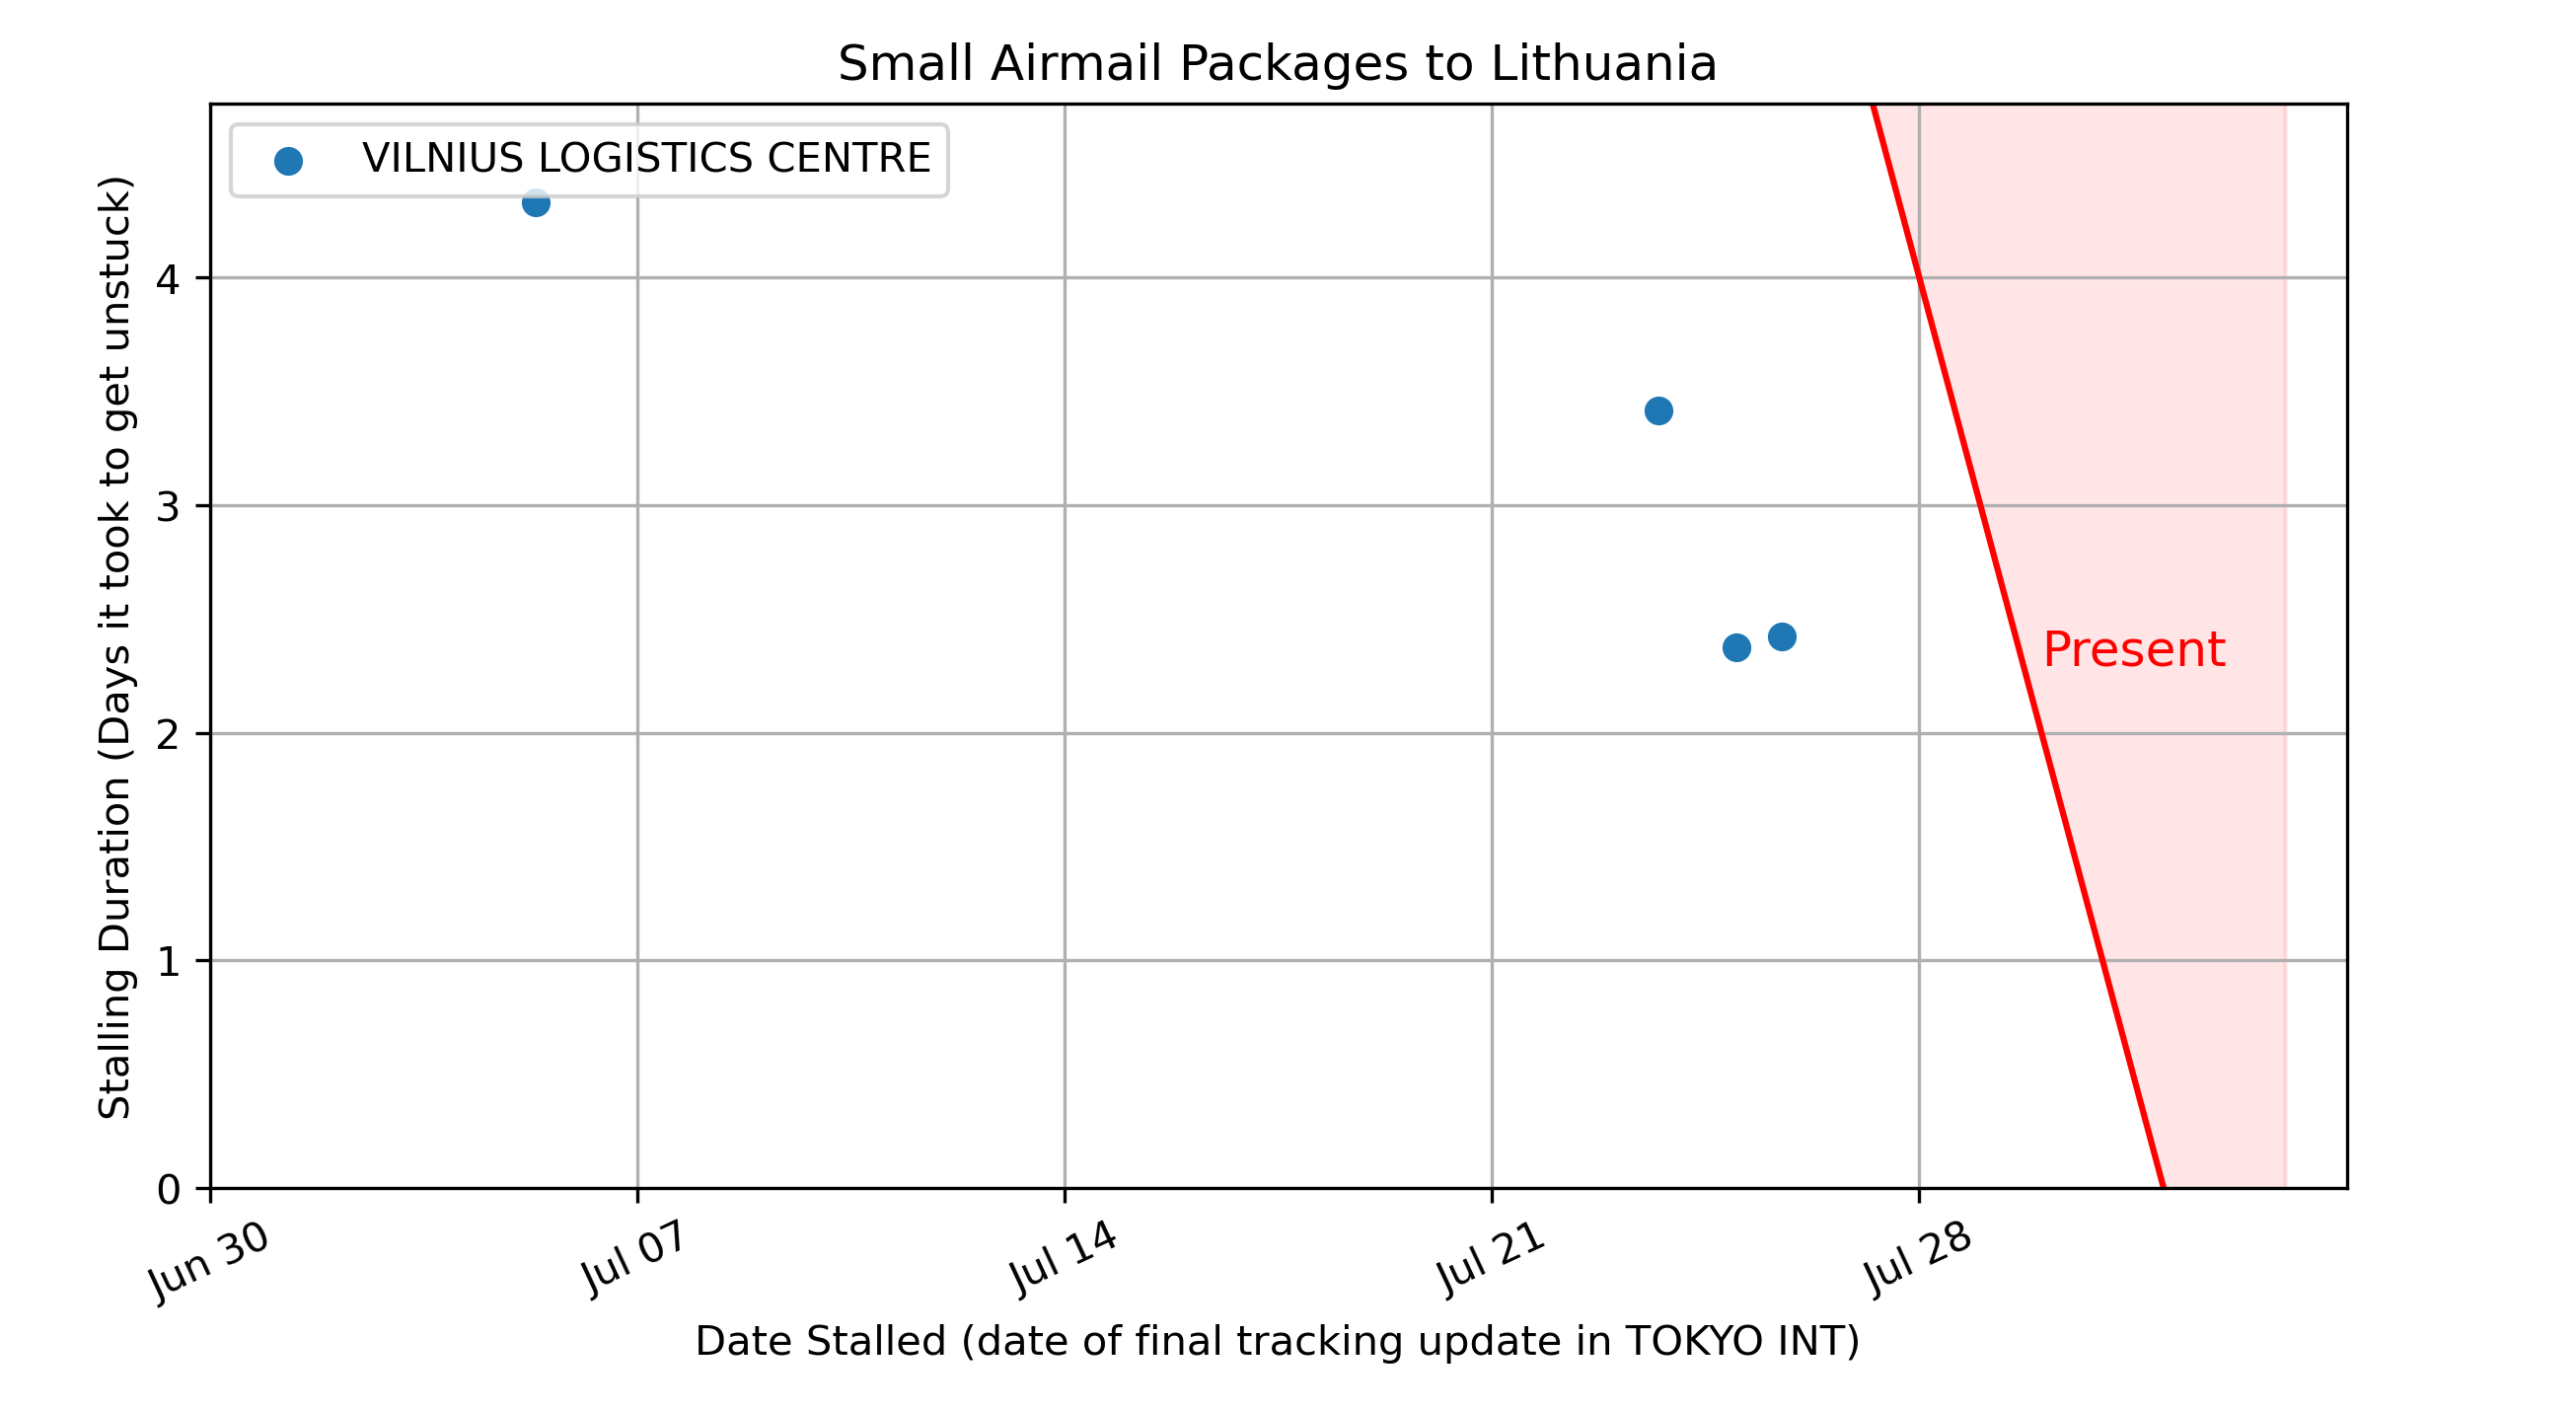 Small Airmail Packages to Lithuania
VILNIUS LOGISTICS CENTRE
Stalling Duration (Days it took to get unstuck)
4
3
2
1
0
Present
Jun 30
Jul 07
Jul 14
Jul 21
Jul 28
Date Stalled (date of final tracking update in TOKYO INT)